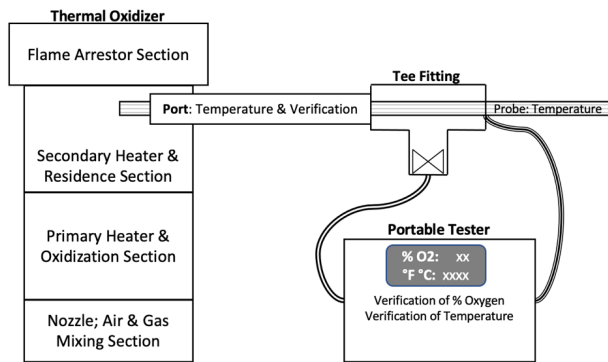 Thermal Oxidizer
Flame Arrestor Section
Tee Fitting
Port: Temperature & Verification
Probe: Temperature
Secondary Heater &
Residence Section
Primary Heater &
Oxidization Section
Nozzle; Air & Gas
Mixing Section
Portable Tester
% O2: xx
°F °C: xxxx
Verification of % Oxygen
Verification of Temperature